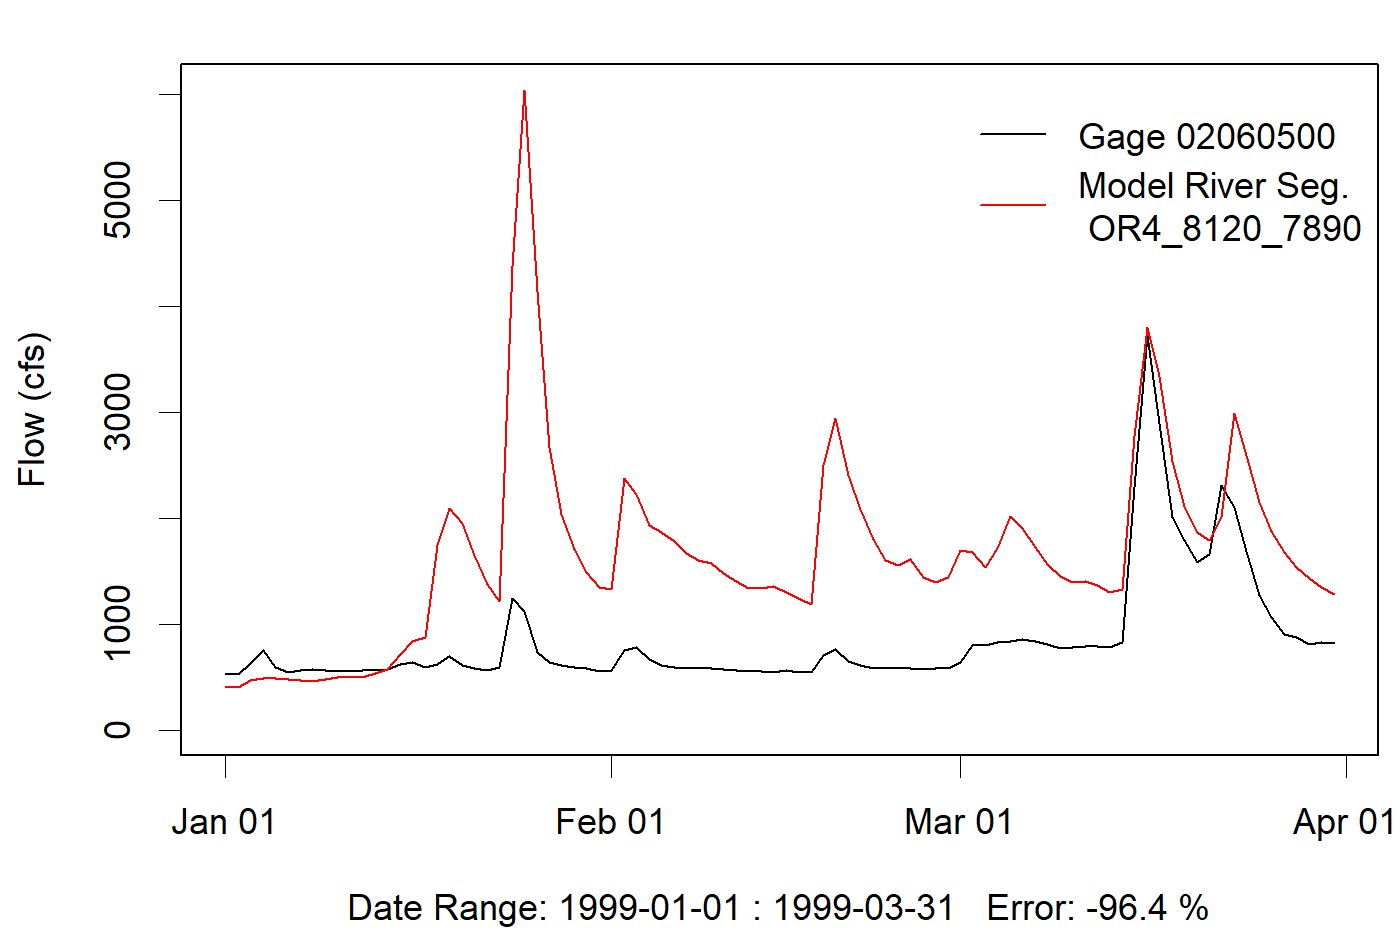 Gage 02060500
Model River Seg.
OR4_8120_7890
Flow (cfs)
5000
3000
1000
0
Jan 01 Feb 01 Mar 01 Apr 01
Date Range: 1999-01-01 : 1999-03-31 Error: -96.4 %